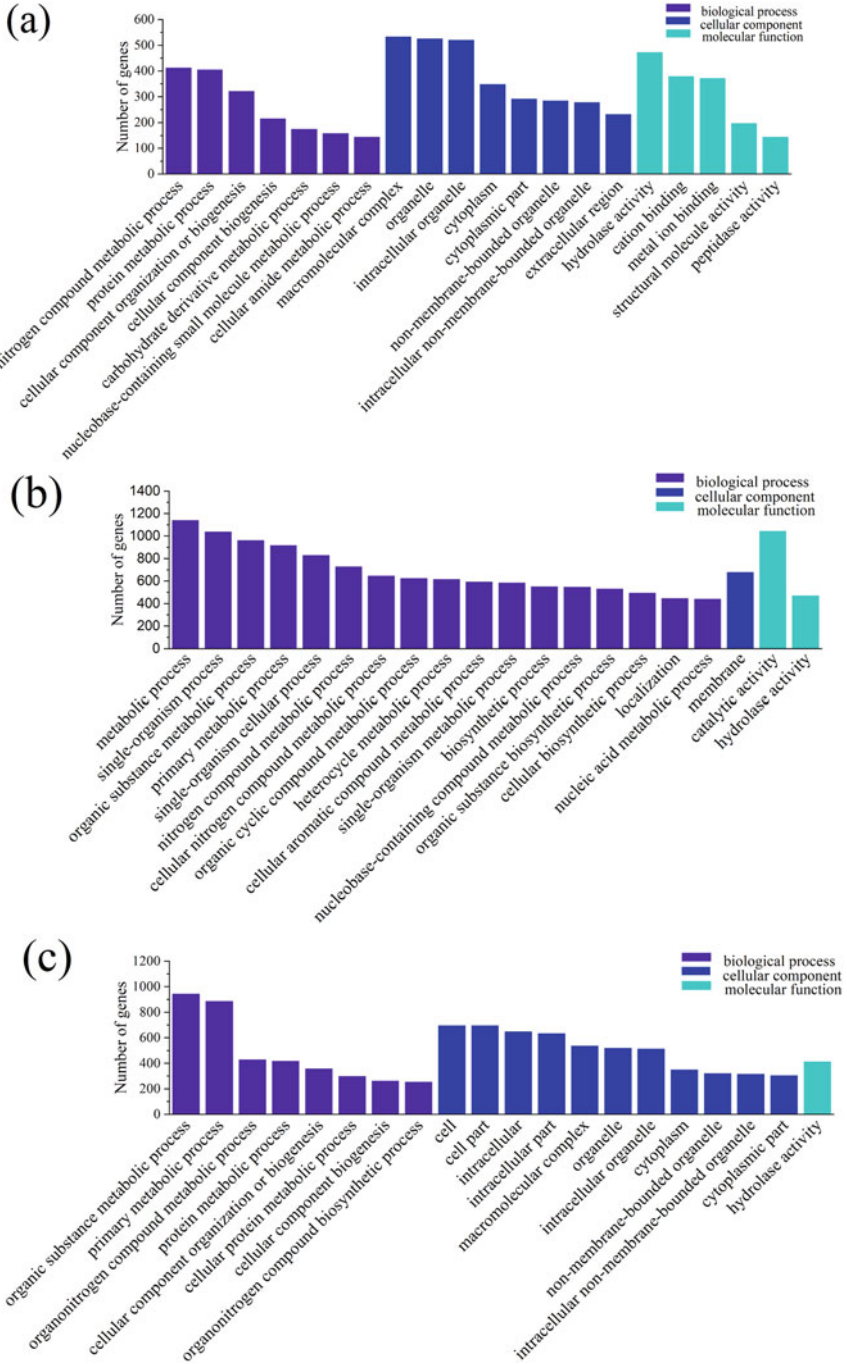 (a)
biological process
cellular component
molecular function
Number of genes
600
500
400
300
200
100
0
nitrogen compound metabolic process
protein metabolic process
cellular component organization or biogenesis
cellular component biogenesis
carbohydrate derivative metabolic process
nucleobase-containing small molecule metabolic process
cellular amide metabolic process
macromolecular complex
organelle
intracellular organelle
cytoplasm
cytoplasmic part
non-membrane-bounded organelle
intracellular non-membrane-bounded organelle
extracellular region
hydrolase activity
cation binding
metal ion binding
structural molecule activity
peptidase activity
(b)
biological process
cellular component
molecular function
Number of genes
1400
1200
1000
800
600
400
200
0
metabolic process
single-organism process
organic substance metabolic process
primary metabolic process
single-organism cellular process
nitrogen compound metabolic process
cellular nitrogen compound metabolic process
organic cyclic compound metabolic process
heterocycle metabolic process
cellular aromatic compound metabolic process
single-organism metabolic process
biosynthetic process
nucleobase-containing compound metabolic process
organic substance biosynthetic process
cellular biosynthetic process
localization
nucleic acid metabolic process
membrane
catalytic activity
hydrolase activity
(c)
biological process
cellular component
molecular function
Number of genes
1200
1000
800
600
400
200
0
organic substance metabolic process
primary metabolic process
organonitrogen compound metabolic process
protein metabolic process
cellular component organization or biogenesis
cellular protein metabolic process
cellular component biogenesis
organonitrogen compound biosynthetic process
cell
cell part
intracellular
intracellular part
macromolecular complex
organelle
intracellular organelle
cytoplasm
non-membrane-bounded organelle
intracellular non-membrane-bounded organelle
cytoplasmic part
hydrolase activity